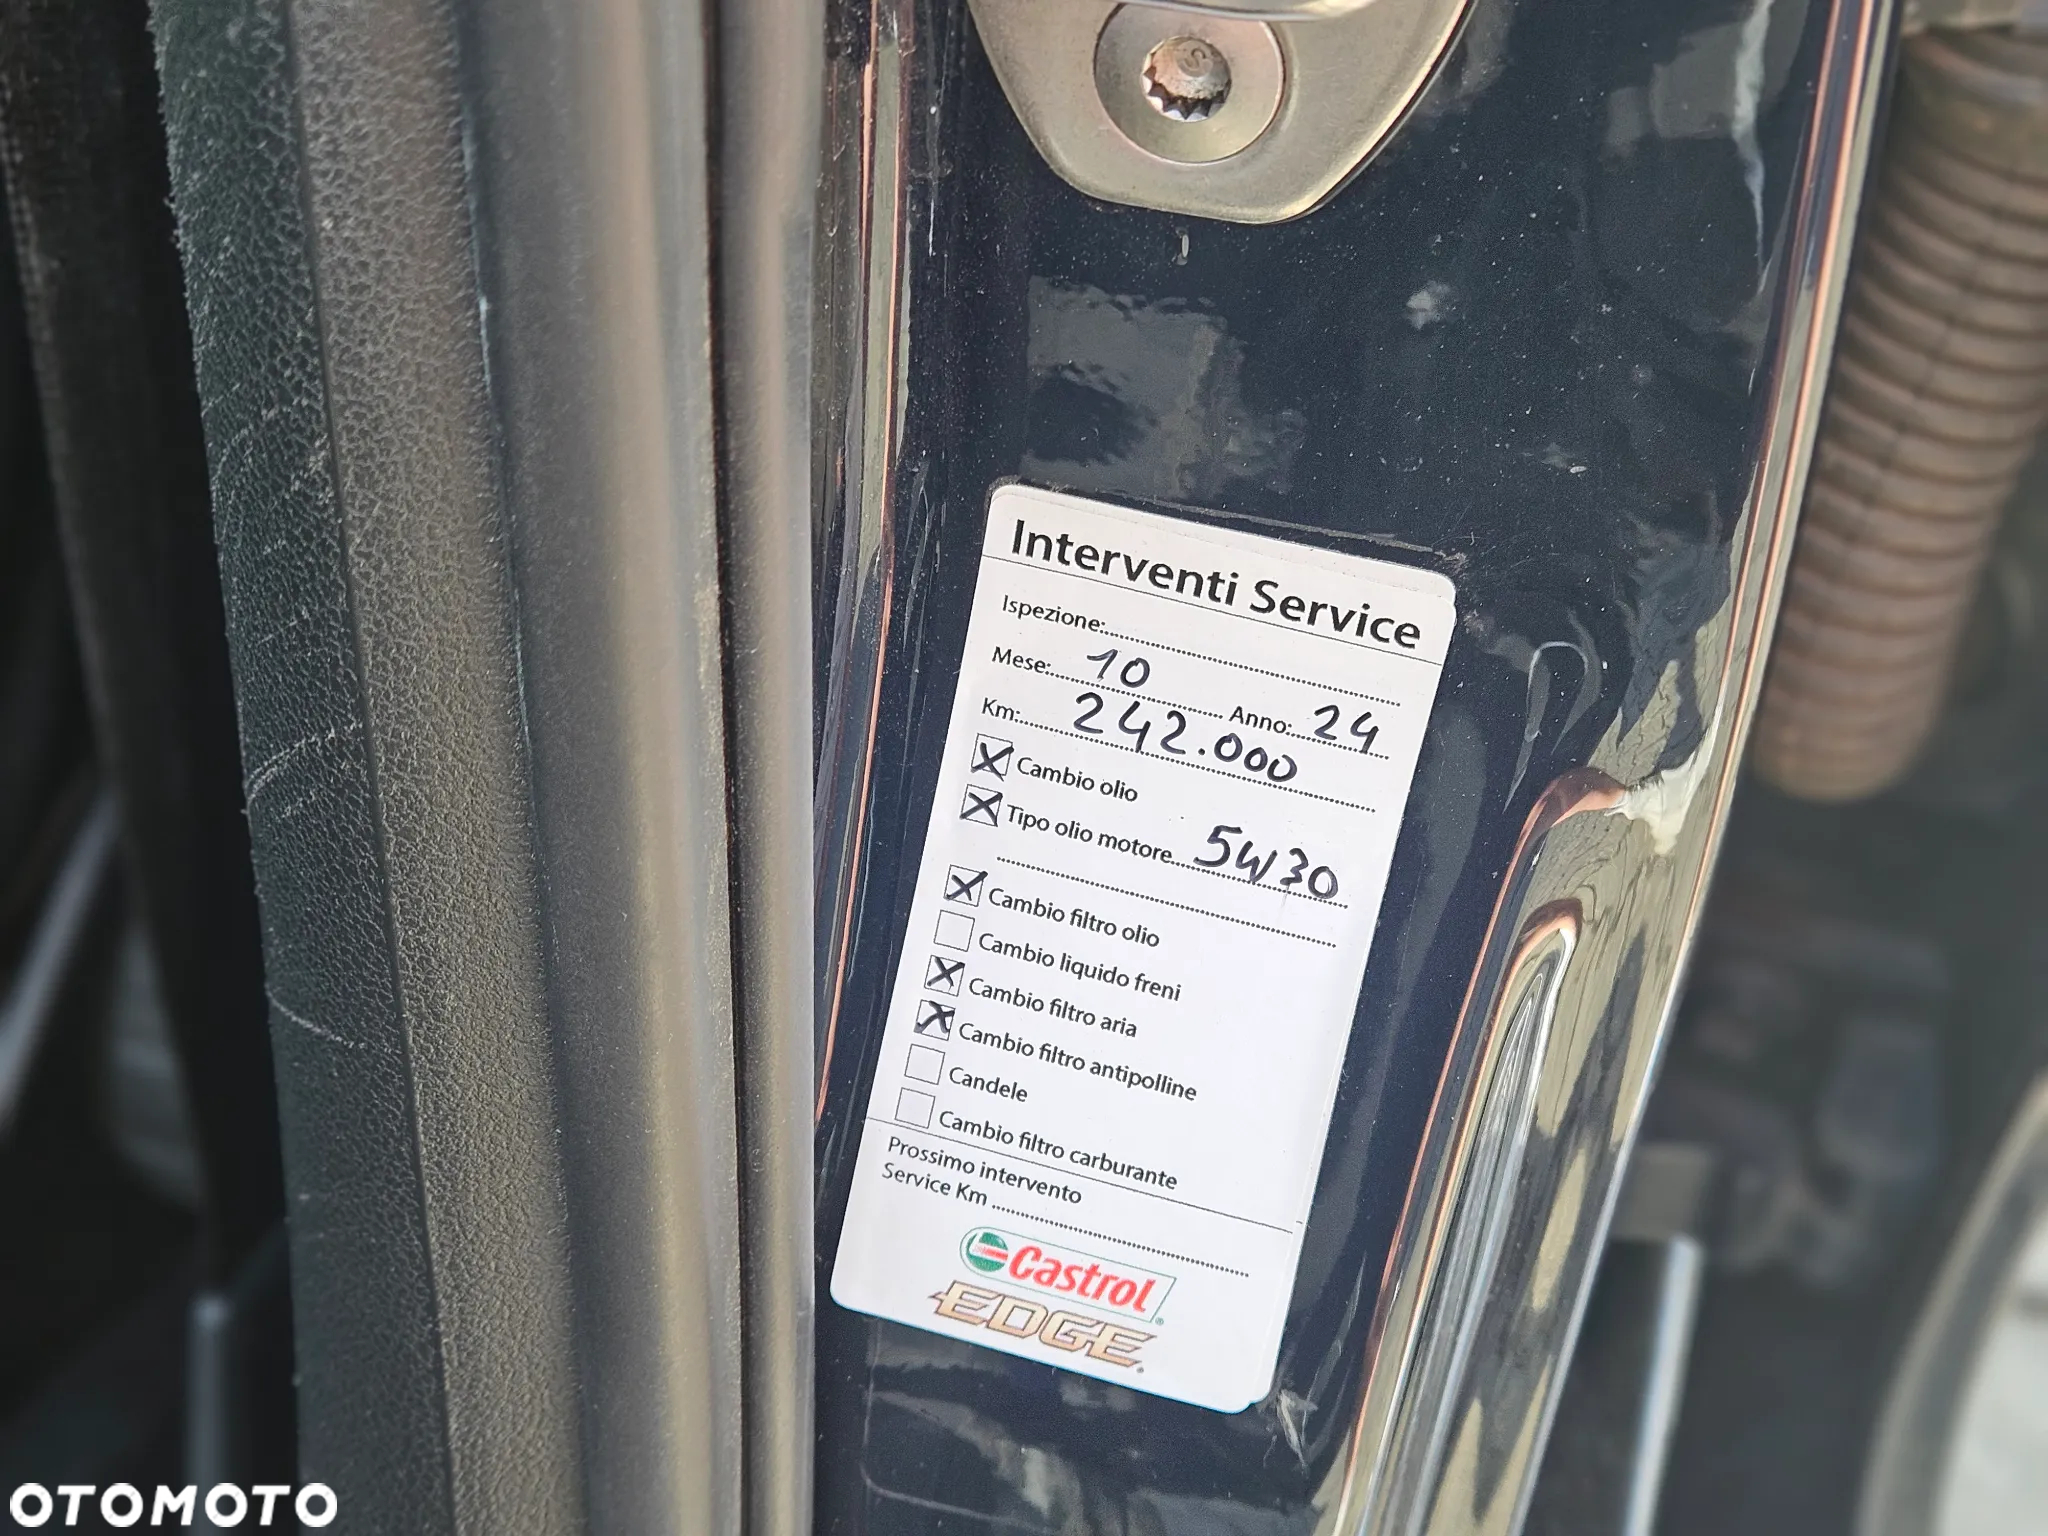 Interventi Service
Ispezione:
Mese: 10 Anno: 24
Km: 242.000
Cambio olio
Tipo olio motore 5W30
Cambio filtro olio
Cambio liquido freni
Cambio filtro aria
Cambio filtro antipolline
Candele
Cambio filtro carburante
Prossimo intervento
Service Km
Castrol
EDGE
OTOMOTO